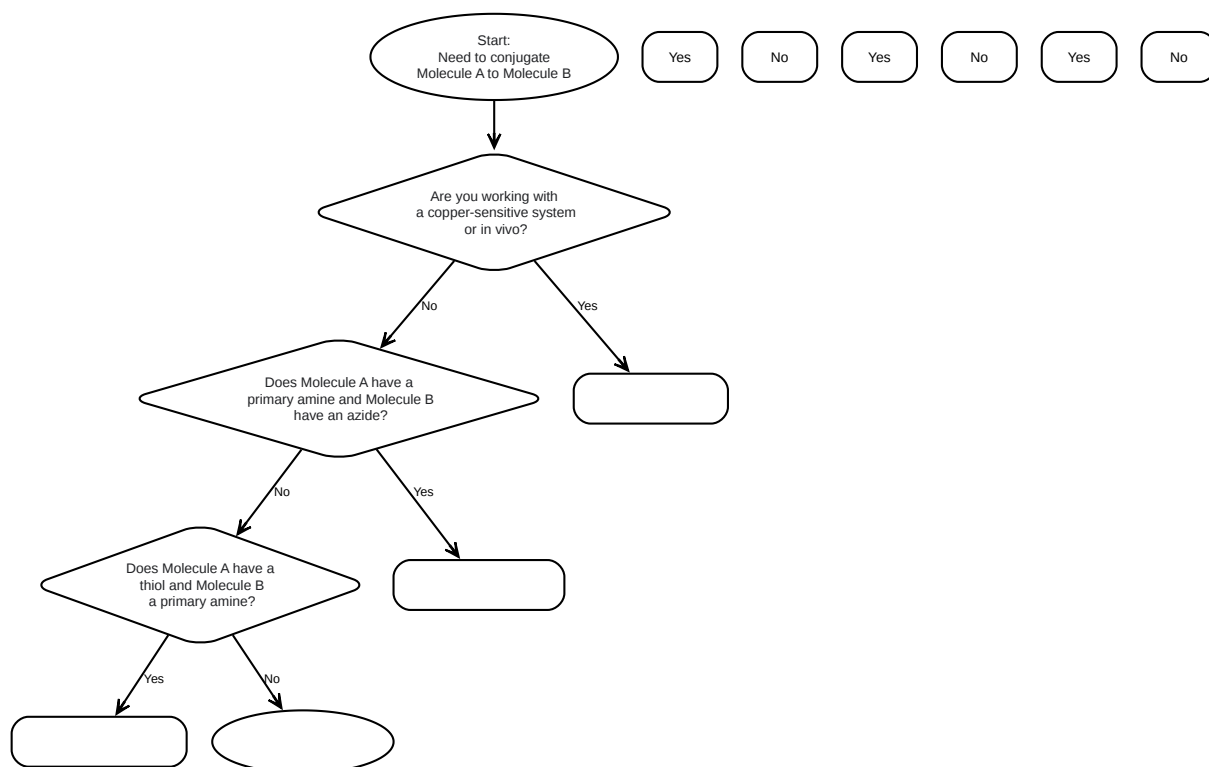 Start:
Need to conjugate
Molecule A to Molecule B
Yes
No
Yes
No
Yes
No
Are you working with
a copper-sensitive system
or in vivo?
No
Yes
Does Molecule A have a
primary amine and Molecule B
have an azide?
No
Yes
Does Molecule A have a
thiol and Molecule B
a primary amine?
Yes
No